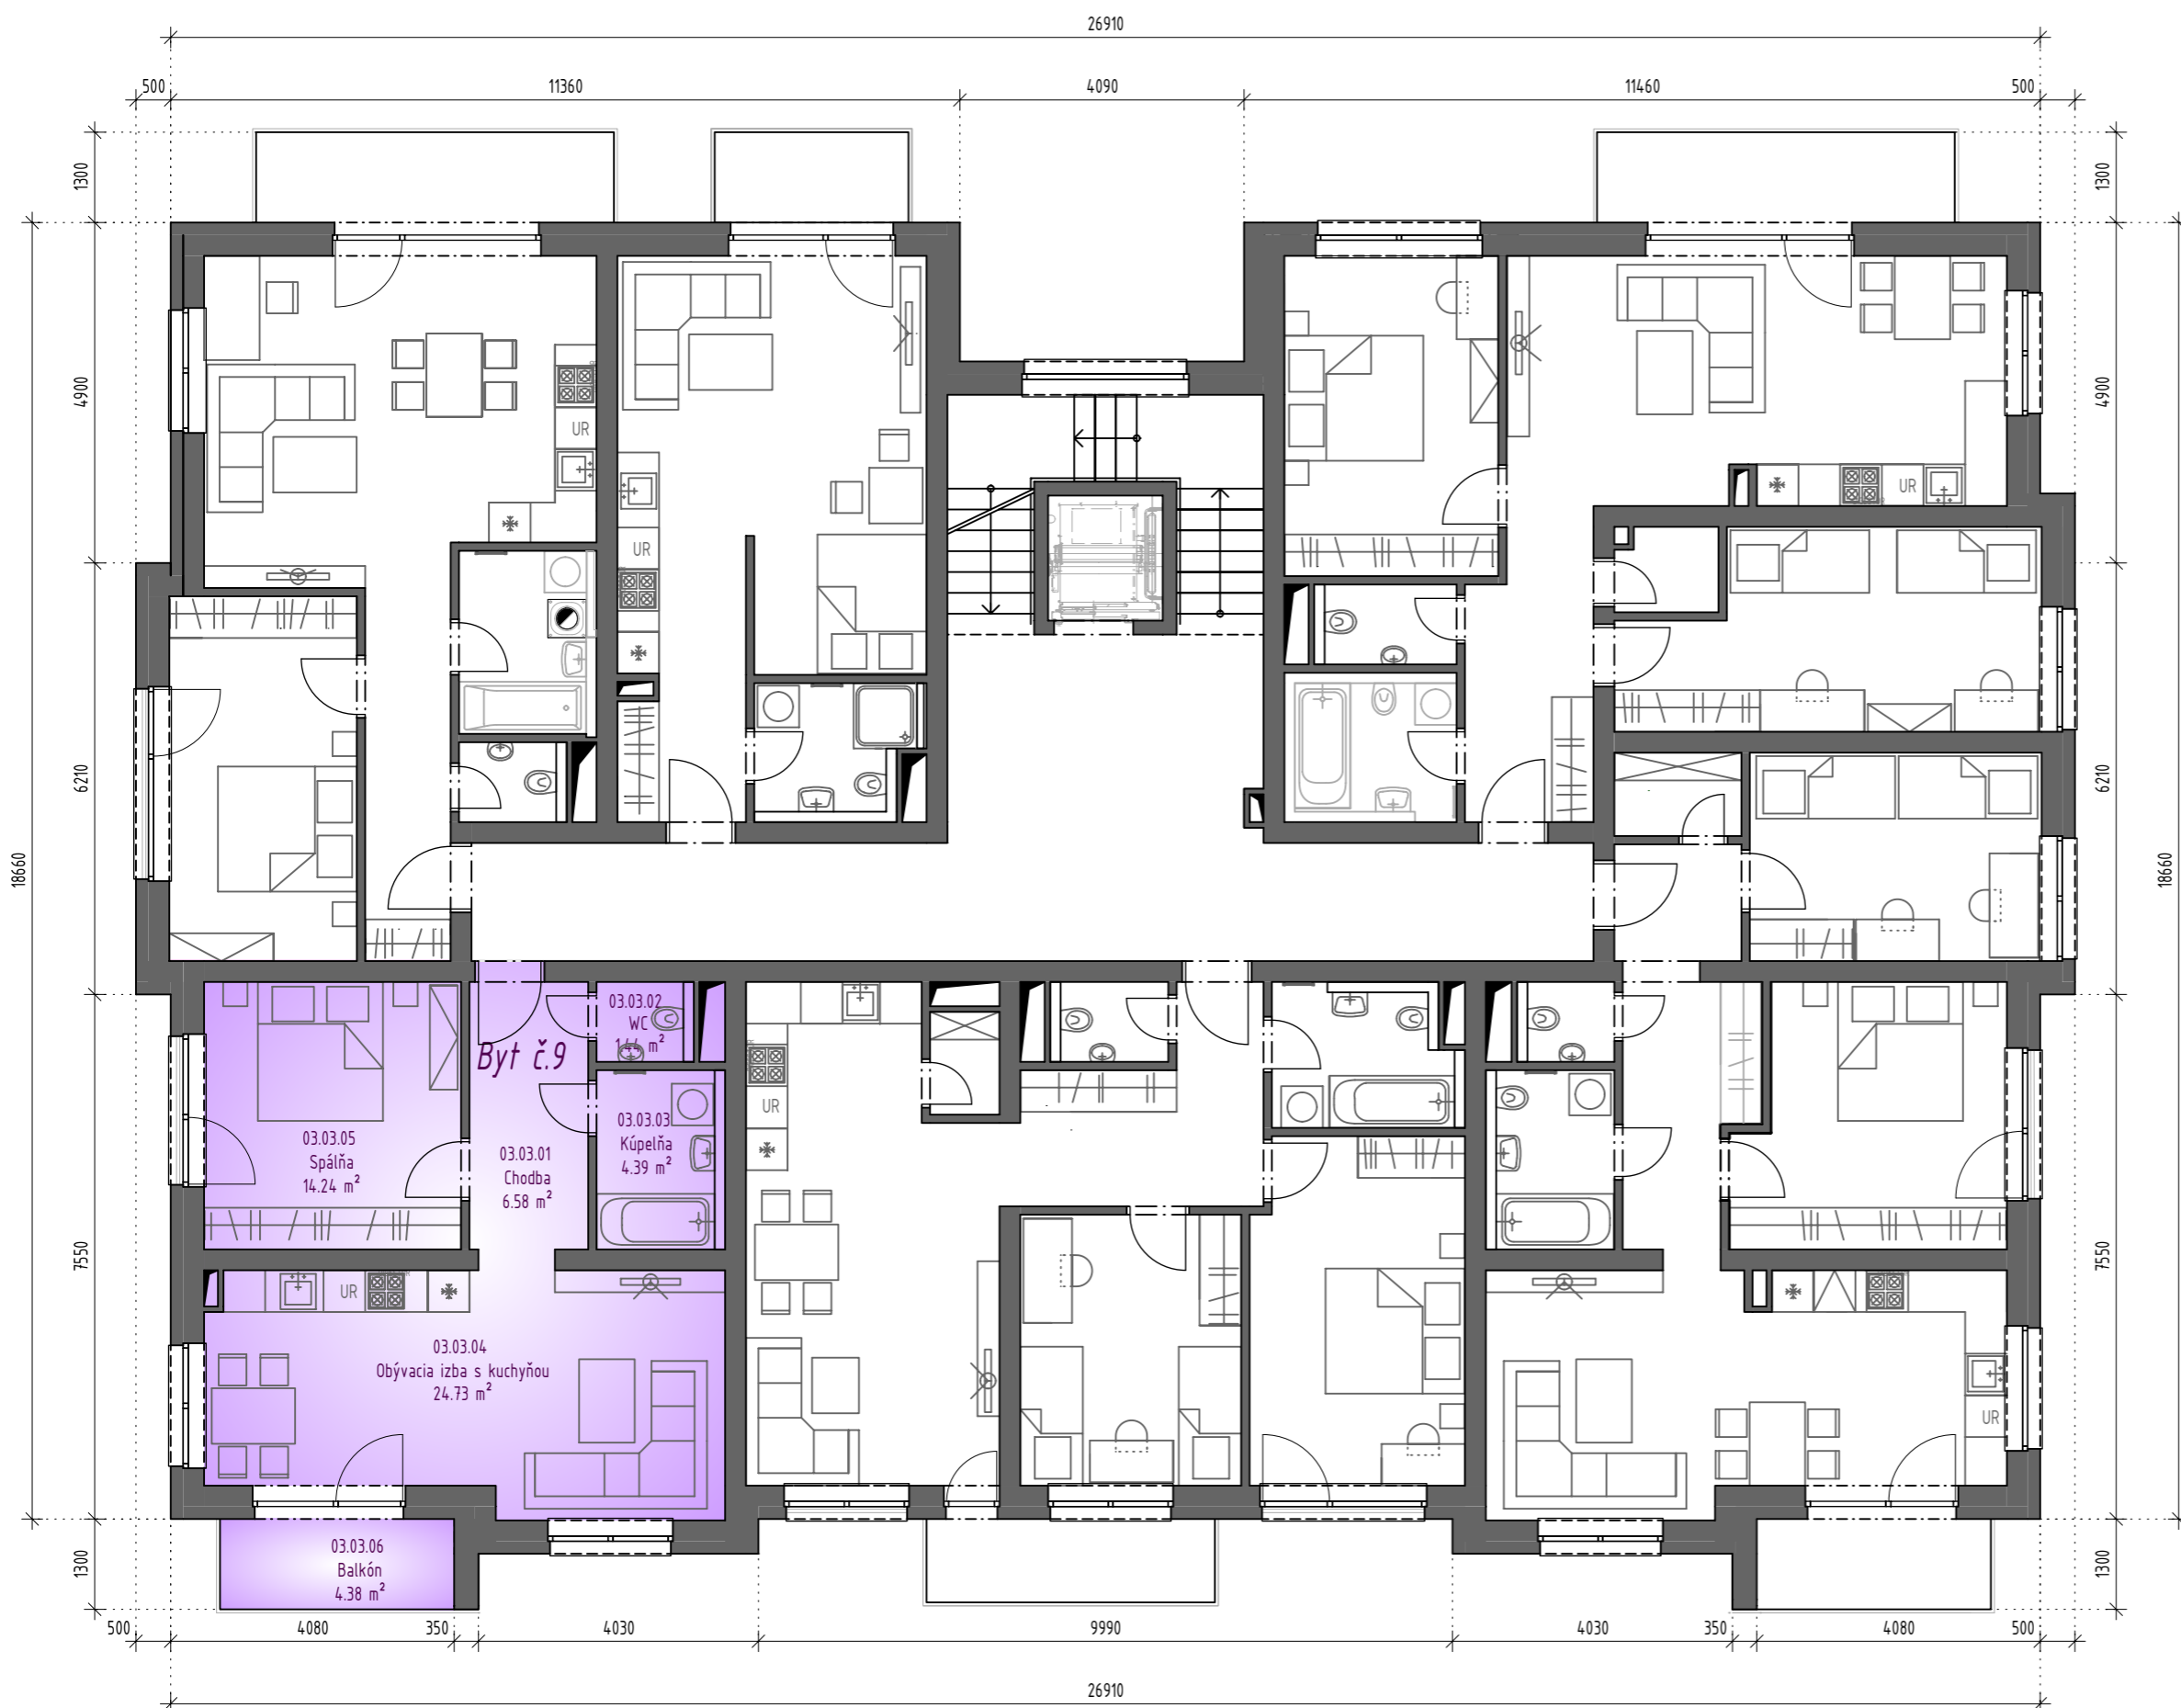 26910
500
11360
4090
11460
500
1300
1300
4900
4900
UR
UR
UR
6210
6210
18660
18660
03.03.02
WC
1.44 m²
Byt č.9
03.03.05
Spálňa
14.24 m²
03.03.01
Chodba
6.58 m²
03.03.03
Kúpeľňa
4.39 m²
UR
7550
7550
UR
03.03.04
Obývacia izba s kuchyňou
24.73 m²
UR
03.03.06
Balkón
4.38 m²
1300
1300
500
4080
350
4030
9990
4030
350
4080
500
26910